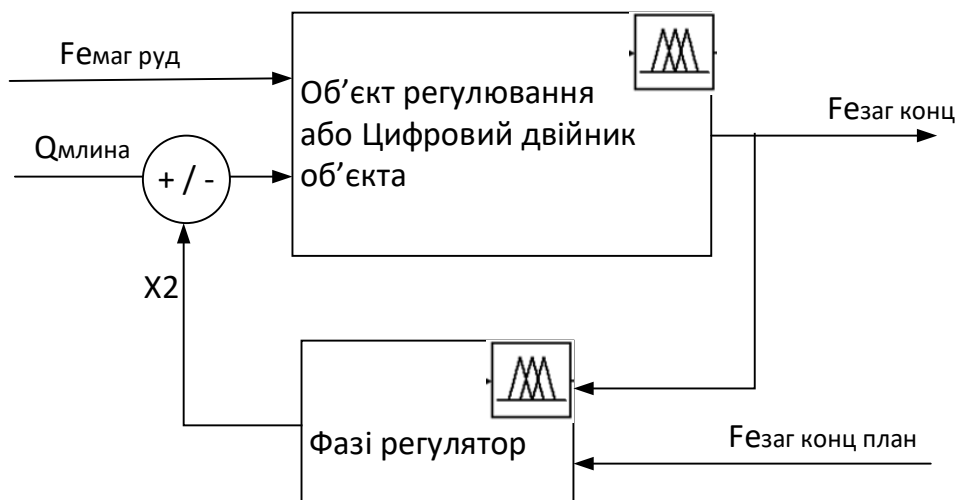 Feмаг руд
Об’єкт регулювання
або Цифровий двійник
об’єкта
Feзаг конц
Qмлина
+ / -
X2
Фазі регулятор
Feзаг конц план